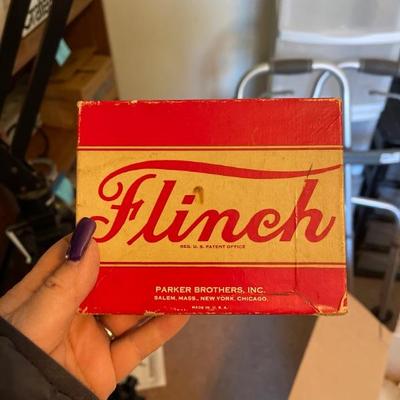 Flinch
REG. U. S. PATENT OFFICE
PARKER BROTHERS, INC.
SALEM, MASS., NEW YORK, CHICAGO,
MADE IN U. S. A.